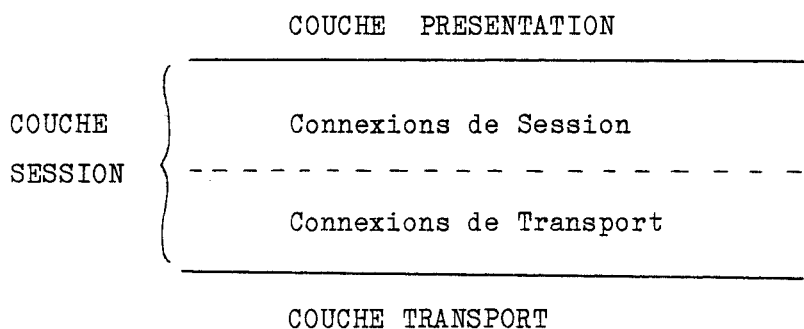 COUCHE PRESENTATION
COUCHE
SESSION
Connexions de Session
Connexions de Transport
COUCHE TRANSPORT